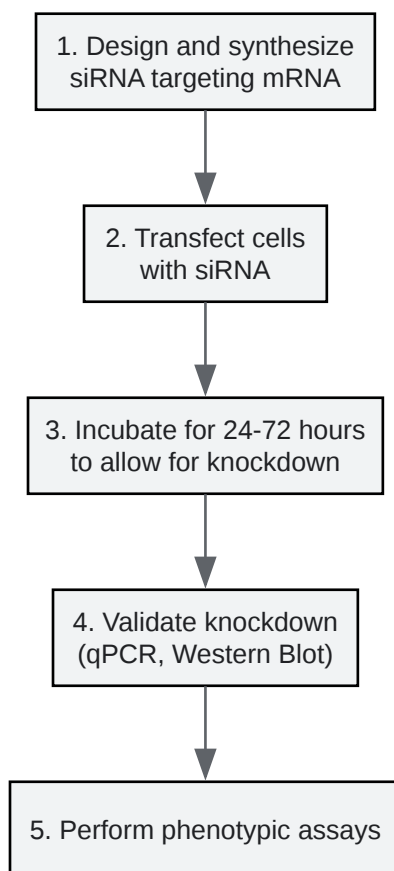 1. Design and synthesize
siRNA targeting mRNA
2. Transfect cells
with siRNA
3. Incubate for 24-72 hours
to allow for knockdown
4. Validate knockdown
(qPCR, Western Blot)
5. Perform phenotypic assays